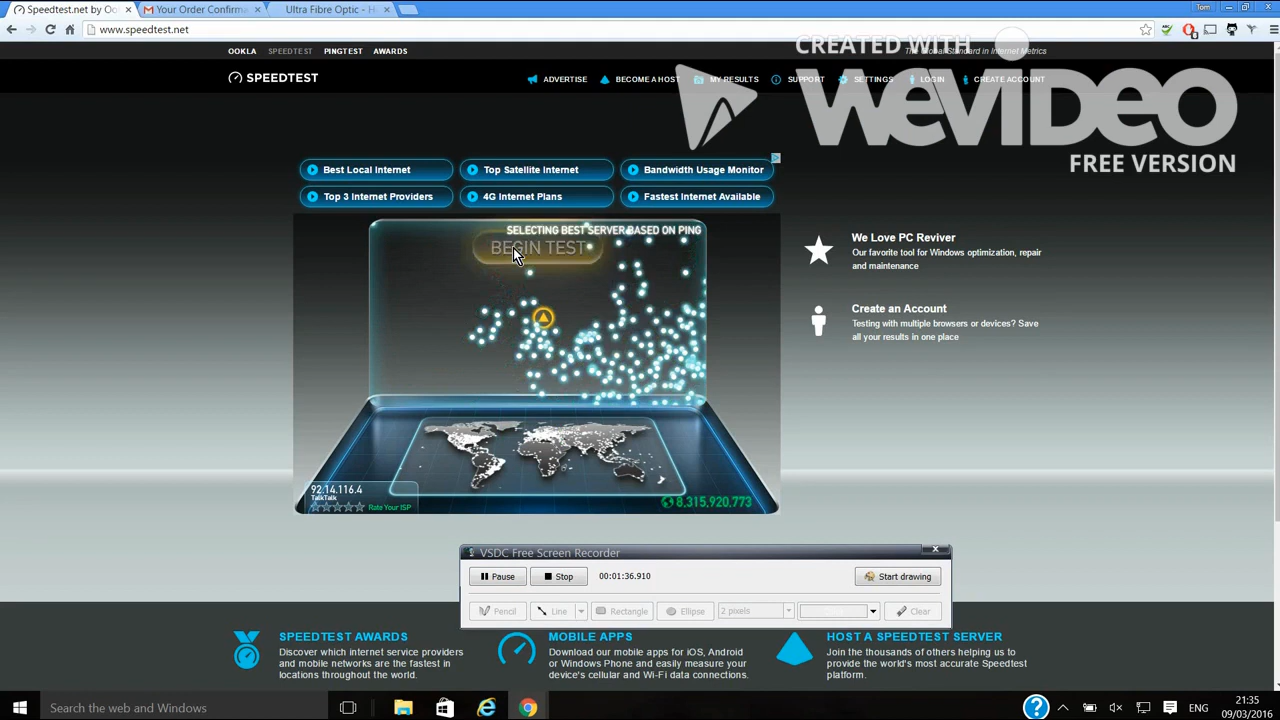 Speedtest.net by Oo
Your Order Confirma
Ultra Fibre Optic - H
Tom
www.speedtest.net
CREATED WITH
WEVIDEO
FREE VERSION
OOKLA SPEEDTEST PINGTEST AWARDS
The Global Standard in Internet Metrics
SPEEDTEST
ADVERTISE BECOME A HOST MY RESULTS SUPPORT SETTINGS LOGIN CREATE ACCOUNT
Best Local Internet Top Satellite Internet Bandwidth Usage Monitor
Top 3 Internet Providers 4G Internet Plans Fastest Internet Available
SELECTING BEST SERVER BASED ON PING
BEGIN TEST
We Love PC Reviver
Our favorite tool for Windows optimization, repair
and maintenance
Create an Account
Testing with multiple browsers or devices? Save
all your results in one place
92.14.116.4
TalkTalk
Rate Your ISP
8,315,920,773
VSDC Free Screen Recorder
Pause Stop 00:01:36.910 Start drawing
Pencil Line Rectangle Ellipse 2 pixels Clear
SPEEDTEST AWARDS
Discover which internet service providers
and mobile networks are the fastest in
locations throughout the world.
MOBILE APPS
Download our mobile apps for iOS, Android
or Windows Phone and easily measure your
device's cellular and Wi-Fi data connections.
HOST A SPEEDTEST SERVER
Join the thousands of others helping us to
provide the world's most accurate Speedtest
platform.
Search the web and Windows
ENG
21:35
09/03/2016